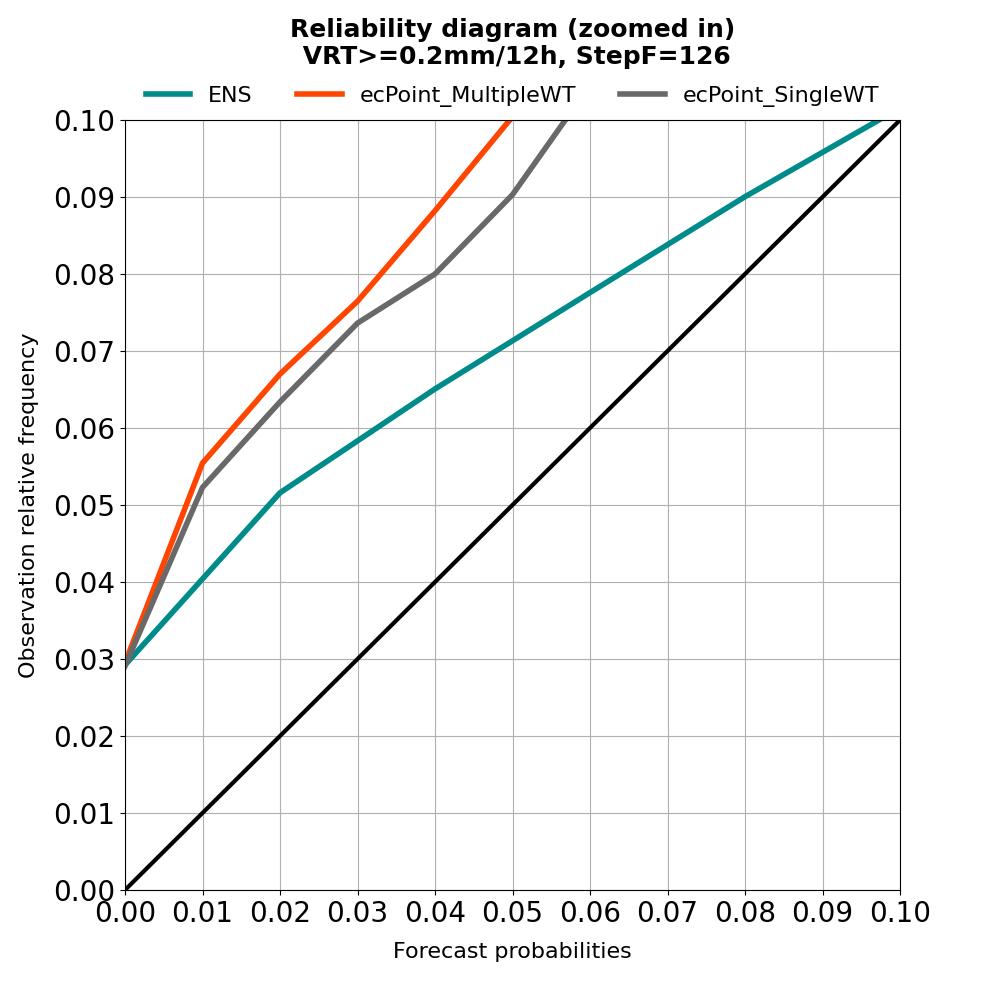 Reliability diagram (zoomed in)
VRT>=0.2mm/12h, StepF=126
ENS ecPoint_MultipleWT ecPoint_SingleWT
0.10
0.09
0.08
0.07
0.06
0.05
0.04
0.03
0.02
0.01
0.00
Observation relative frequency
0.00 0.01 0.02 0.03 0.04 0.05 0.06 0.07 0.08 0.09 0.10
Forecast probabilities